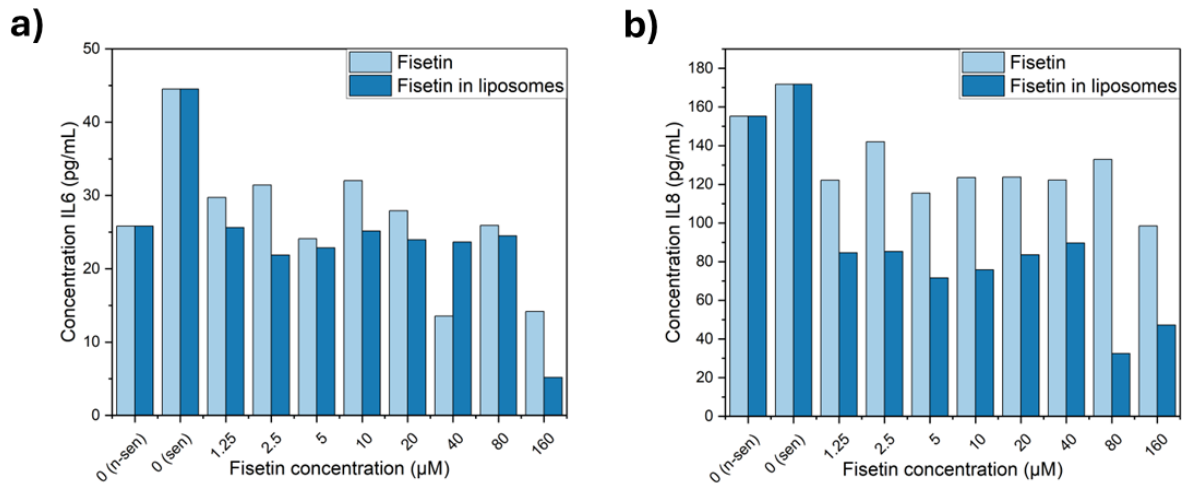 a)
Concentration IL6 (pg/mL)
50
40
30
20
10
0
Fisetin
Fisetin in liposomes
0 (n-sen)
0 (sen)
1.25
2.5
5
10
20
40
80
160
Fisetin concentration (µM)
b)
Concentration IL8 (pg/mL)
180
160
140
120
100
80
60
40
20
0
Fisetin
Fisetin in liposomes
0 (n-sen)
0 (sen)
1.25
2.5
5
10
20
40
80
160
Fisetin concentration (µM)